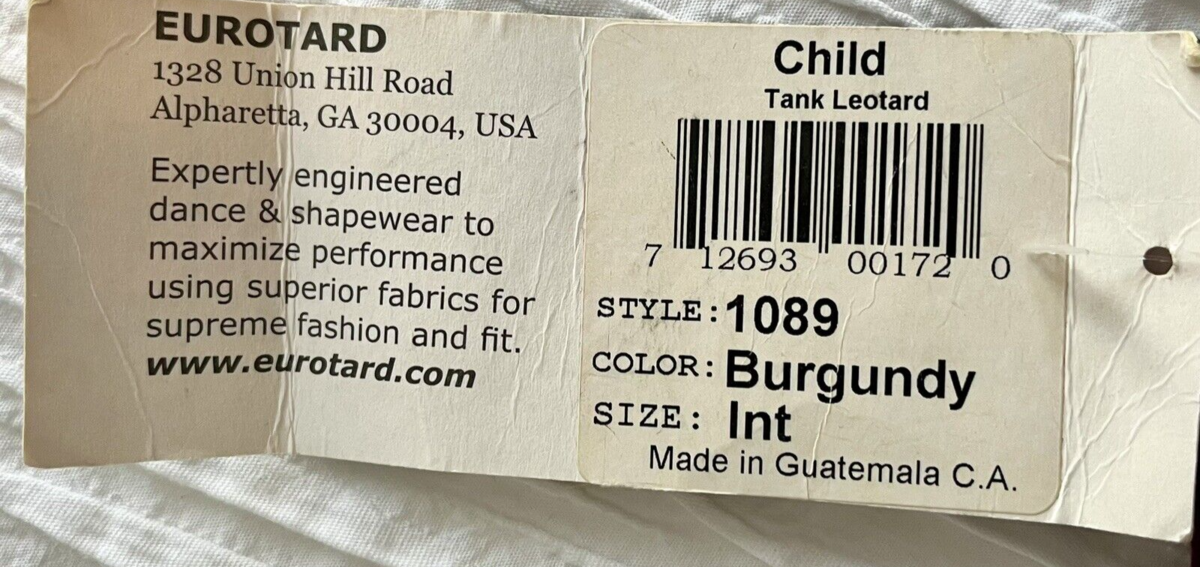 EUROTARD
1328 Union Hill Road
Alpharetta, GA 30004, USA
Expertly engineered
dance & shapewear to
maximize performance
using superior fabrics for
supreme fashion and fit.
www.eurotard.com
Child
Tank Leotard
7 12693 00172 0
STYLE: 1089
COLOR: Burgundy
SIZE: Int
Made in Guatemala C.A.